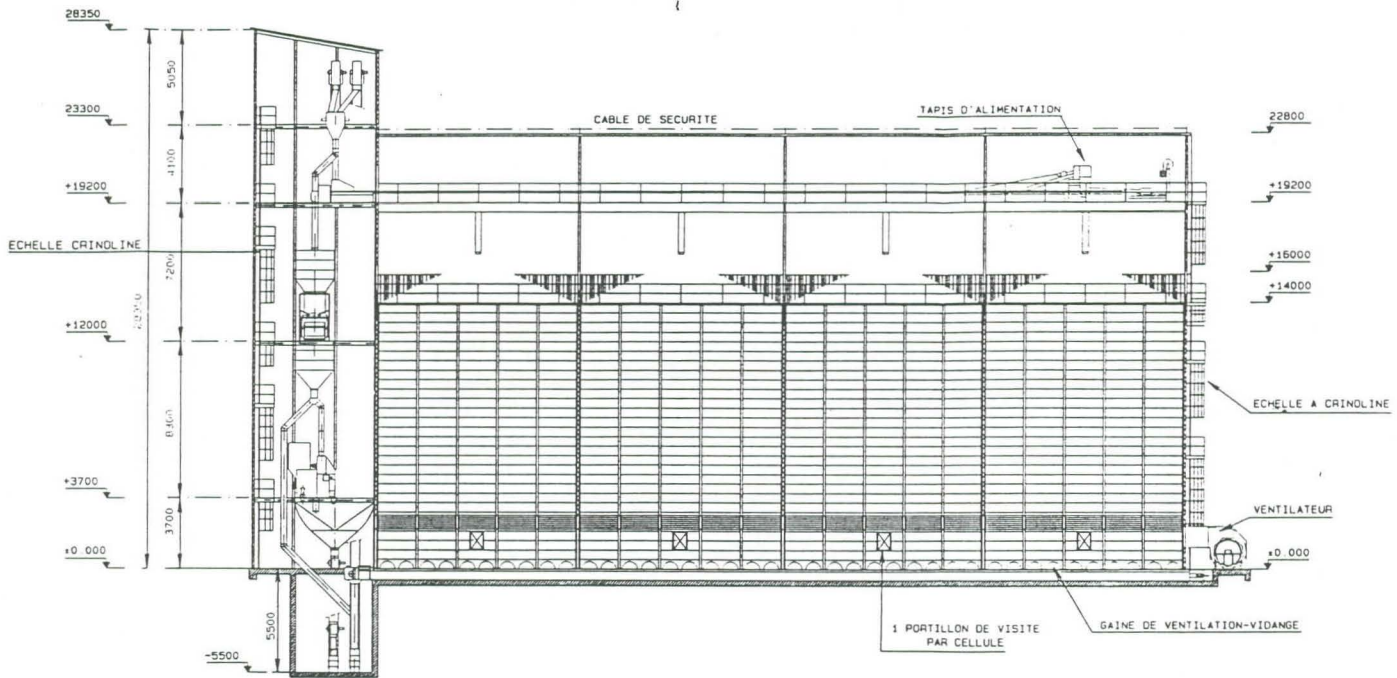 28350
5050
23300
CABLE DE SECURITE
TAPIS D'ALIMENTATION
22800
4100
+19200
+19200
ECHELLE CRINOLINE
7200
+15000
+14000
28350
+12000
ECHELLE A CRINOLINE
8300
+3700
VENTILATEUR
3700
±0.000
±0.000
5500
1 PORTILLON DE VISITE
PAR CELLULE
GAINE DE VENTILATION-VIDANGE
-5500